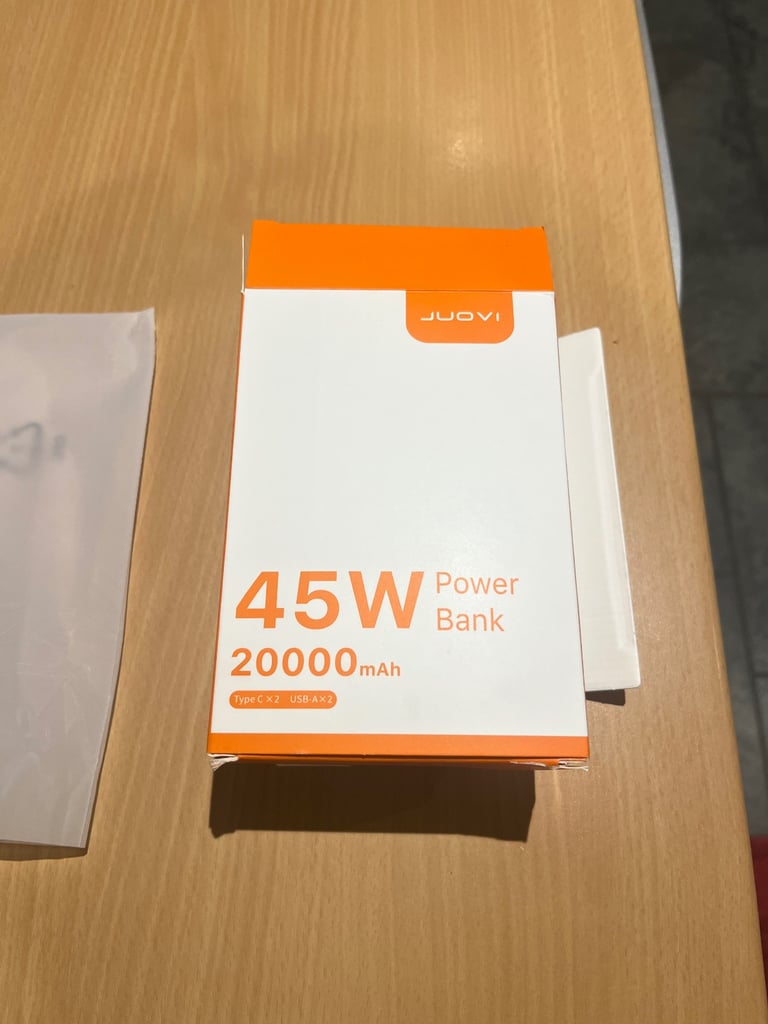 JUOVI
45W Power Bank
20000mAh
Type C×2 USB-A×2